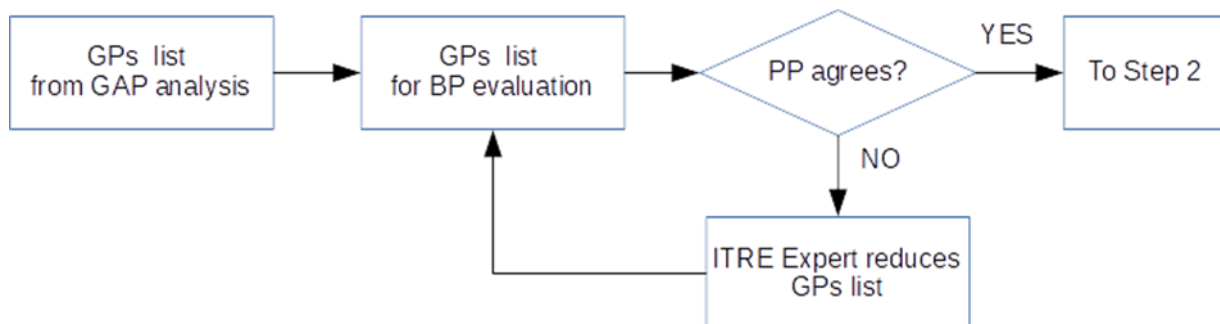 GPs list
from GAP analysis
GPs list
for BP evaluation
PP agrees?
YES
To Step 2
NO
ITRE Expert reduces
GPs list